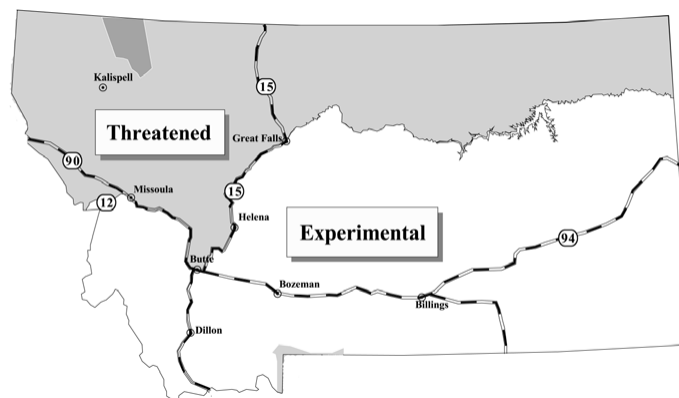 Kalispell
15
Threatened
Great Falls
90
Missoula
15
12
Helena
Experimental
94
Butte
Bozeman
Billings
Dillon